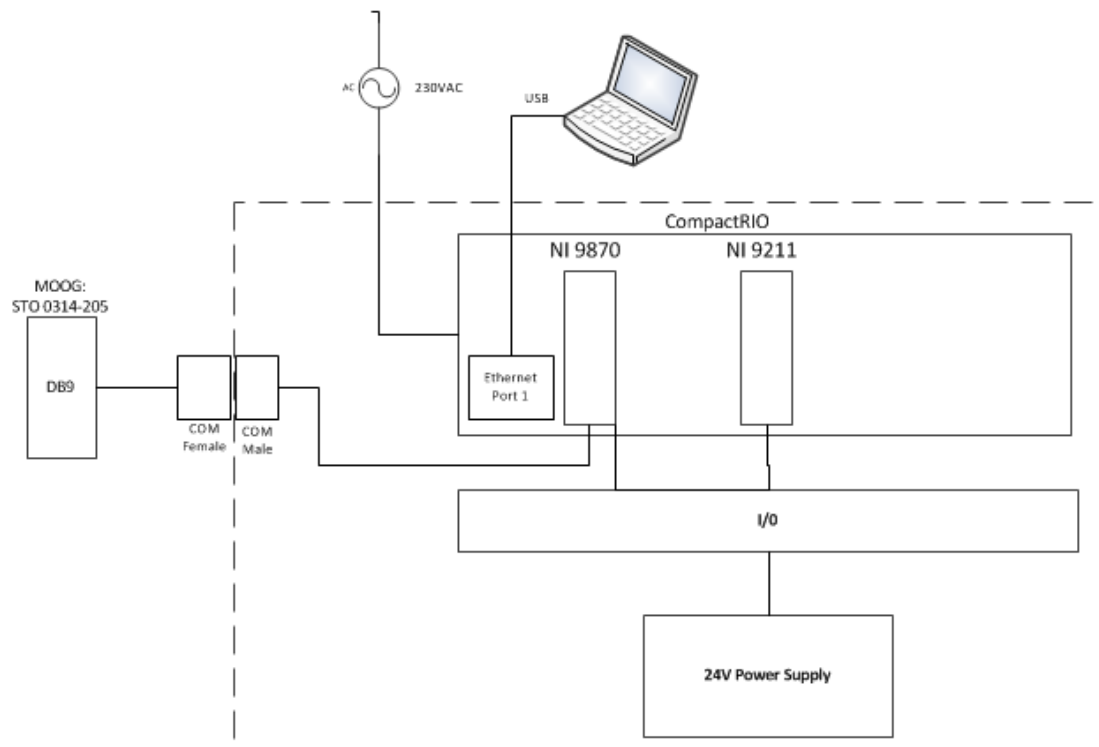 AC
230VAC
USB
CompactRIO
NI 9870
NI 9211
MOOG:
STO 0314-205
DB9
COM
Female
COM
Male
Ethernet
Port 1
I/0
24V Power Supply